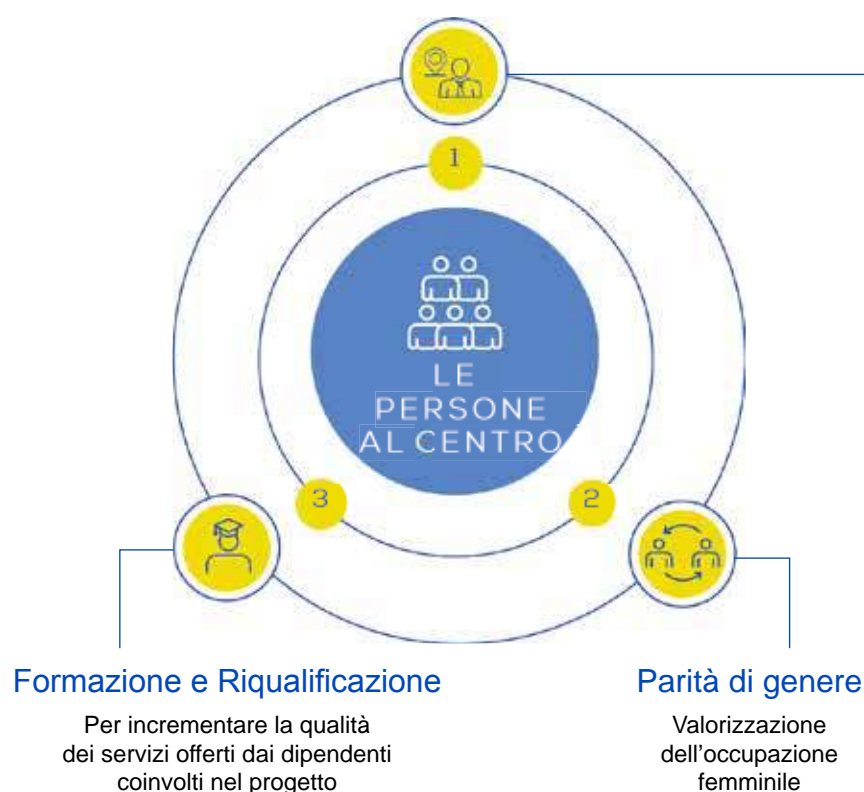 1
LE
PERSONE
AL CENTRO
3
2
Formazione e Riqualificazione
Per incrementare la qualità
dei servizi offerti dai dipendenti
coinvolti nel progetto
Parità di genere
Valorizzazione
dell’occupazione
femminile